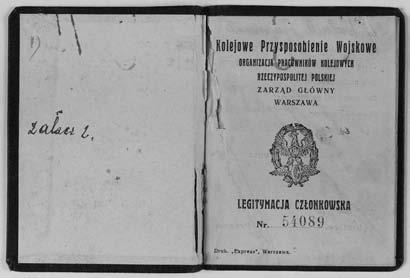 1)
załącz 2.
Kolejowe Przysposobienie Wojskowe
ORGANIZACJA PRACOWNIKÓW KOLEJOWYCH
RZECZYPOSPOLITEJ POLSKIEJ
ZARZĄD GŁÓWNY
WARSZAWA
LEGITYMACJA CZŁONKOWSKA
Nr. 54089
Druk. „Express", Warszawa.